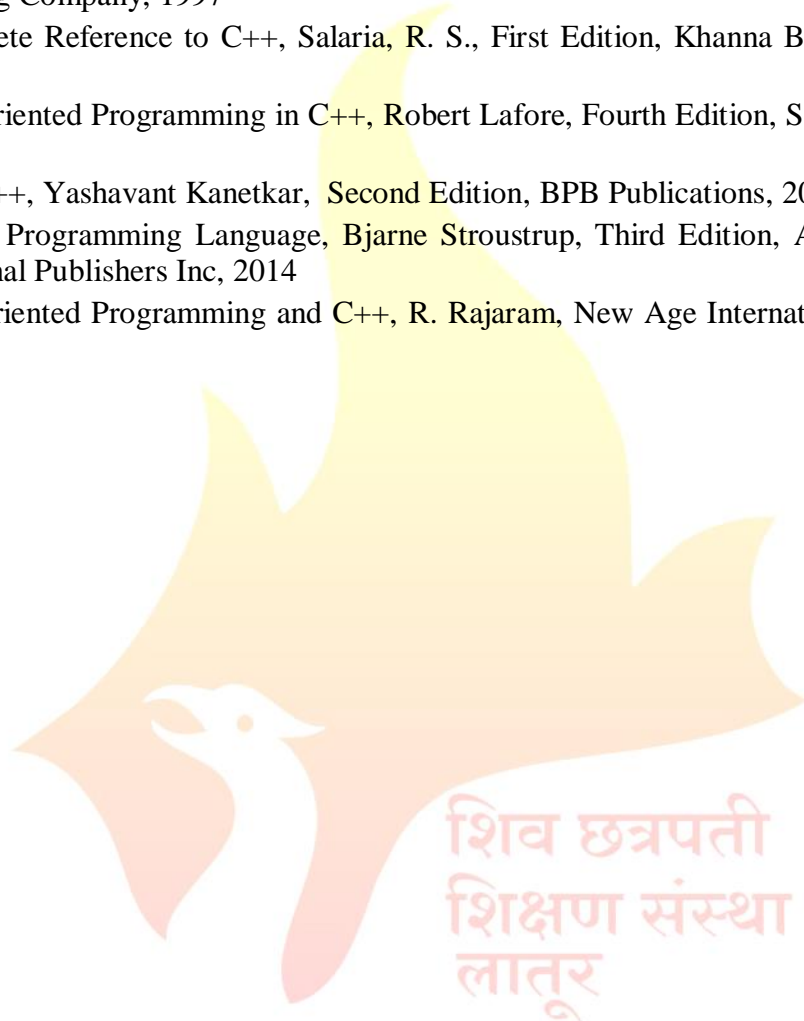 g Company, 1997
ete Reference to C++, Salaria, R. S., First Edition, Khanna B
riented Programming in C++, Robert Lafore, Fourth Edition, S
++, Yashavant Kanetkar, Second Edition, BPB Publications, 20
Programming Language, Bjarne Stroustrup, Third Edition, A
nal Publishers Inc, 2014
riented Programming and C++, R. Rajaram, New Age Internat
शिव छत्रपती
शिक्षण संस्था
लातूर